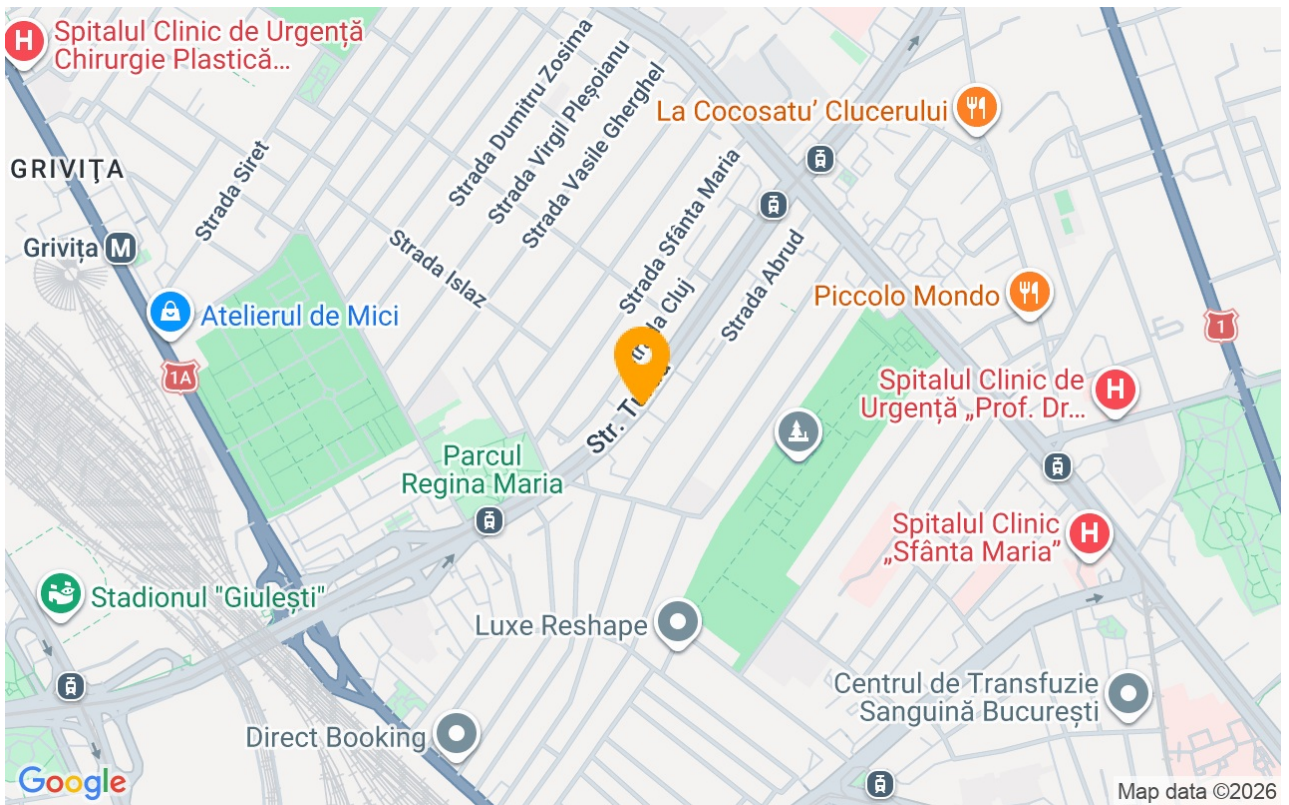 Spitalul Clinic de Urgență
Chirurgie Plastică...
H
GRIVIŢA
Grivița M
Strada Siret
Strada Dumitru Zosima
Strada Virgil Pleșoianu
Strada Vasile Gherghel
La Cocosatu’ Clucerului
Strada Sfânta Maria
Strada Islaz
Strada Abrud
Piccolo Mondo
Atelierul de Mici
1
1A
Cluj
Str.
Spitalul Clinic de
Urgență „Prof. Dr...
H
Parcul
Regina Maria
Spitalul Clinic
„Sfânta Maria”
H
Stadionul "Giulești"
Luxe Reshape
Centrul de Transfuzie
Sanguină București
Direct Booking
Google
Map data ©2026